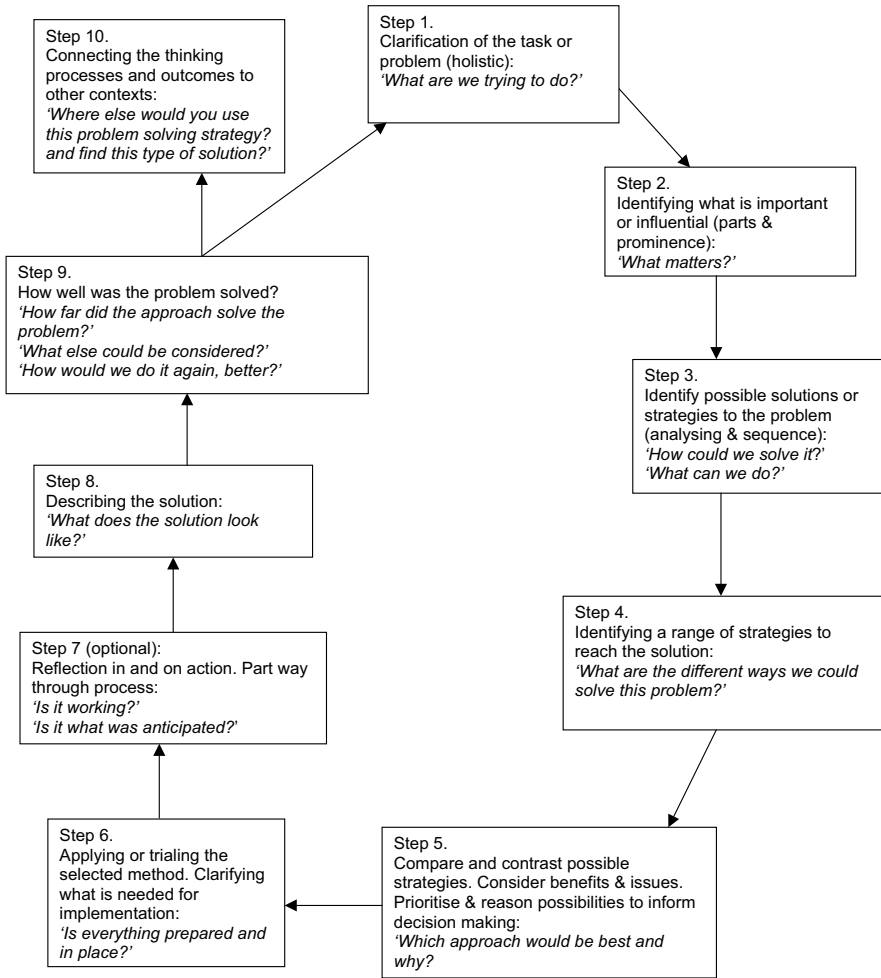 Step 1.
Clarification of the task or
problem (holistic):
‘What are we trying to do?’
Step 2.
Identifying what is important
or influential (parts &
prominence):
‘What matters?’
Step 3.
Identify possible solutions or
strategies to the problem
(analysing & sequence):
‘How could we solve it?’
‘What can we do?’
Step 4.
Identifying a range of strategies to
reach the solution:
‘What are the different ways we could
solve this problem?’
Step 5.
Compare and contrast possible
strategies. Consider benefits & issues.
Prioritise & reason possibilities to inform
decision making:
‘Which approach would be best and
why?
Step 6.
Applying or trialing the
selected method. Clarifying
what is needed for
implementation:
‘Is everything prepared and
in place?’
Step 7 (optional):
Reflection in and on action. Part way
through process:
‘Is it working?’
‘Is it what was anticipated?’
Step 8.
Describing the solution:
‘What does the solution look
like?’
Step 9.
How well was the problem solved?
‘How far did the approach solve the
problem?’
‘What else could be considered?’
‘How would we do it again, better?’
Step 10.
Connecting the thinking
processes and outcomes to
other contexts:
‘Where else would you use
this problem solving strategy?
and find this type of solution?’